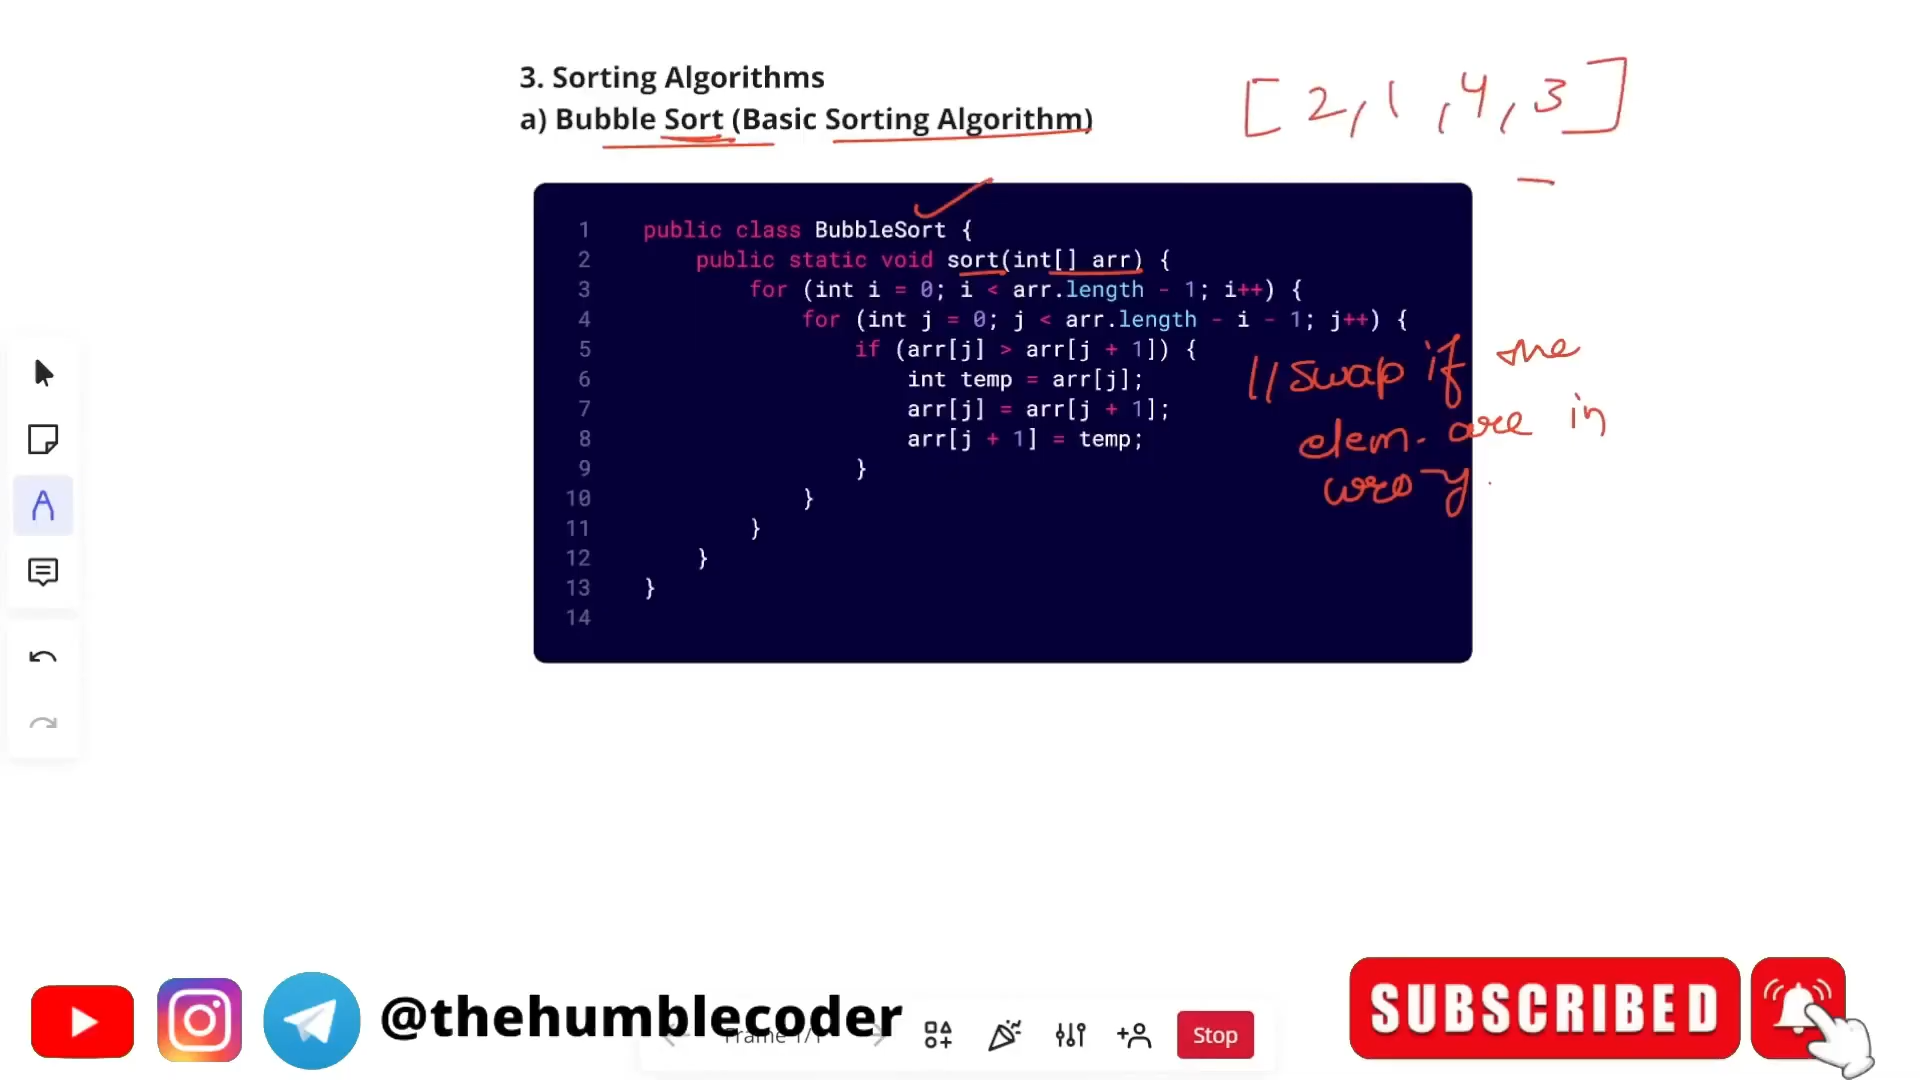 3. Sorting Algorithms
a) Bubble Sort (Basic Sorting Algorithm)
[2,1,4,3]
1 public class BubbleSort {
2 public static void sort(int[] arr) {
3 for (int i = 0; i < arr.length - 1; i++) {
4 for (int j = 0; j < arr.length - i - 1; j++) {
5 if (arr[j] > arr[j + 1]) {
6 int temp = arr[j];
7 arr[j] = arr[j + 1];
8 arr[j + 1] = temp;
9 }
10 }
11 }
12 }
13 }
14
//swap if the
elem. are in
@thehumblecoder
Frame 1/1
Stop
SUBSCRIBED